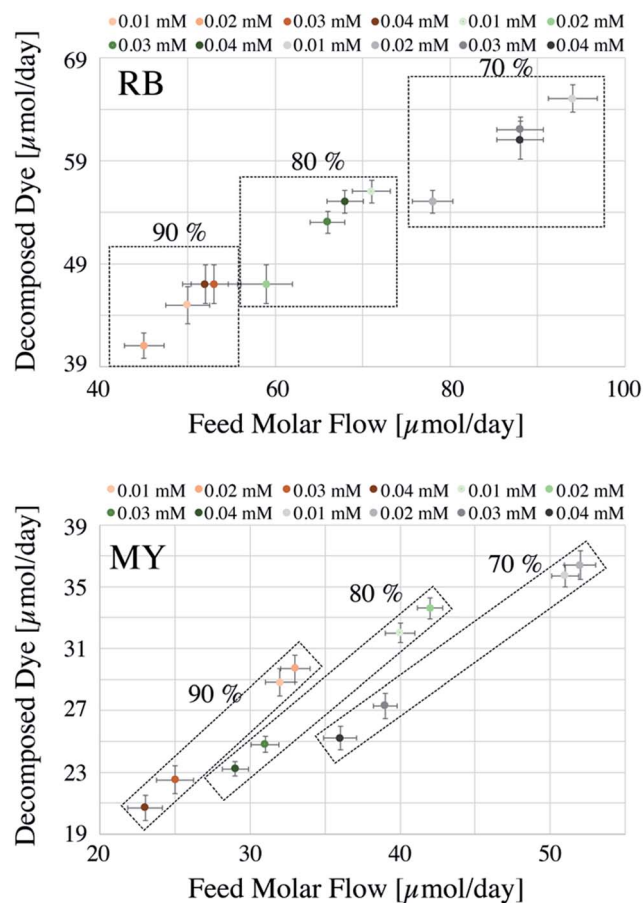 0.01 mM 0.02 mM 0.03 mM 0.04 mM 0.01 mM 0.02 mM
0.03 mM 0.04 mM 0.01 mM 0.02 mM 0.03 mM 0.04 mM
69
RB
70 %
59
80 %
90 %
49
39
40 60 80 100
Decomposed Dye [µmol/day]
Feed Molar Flow [µmol/day]
0.01 mM 0.02 mM 0.03 mM 0.04 mM 0.01 mM 0.02 mM
0.03 mM 0.04 mM 0.01 mM 0.02 mM 0.03 mM 0.04 mM
39
MY
70 %
35
80 %
31
90 %
27
23
19
20 30 40 50
Decomposed Dye [µmol/day]
Feed Molar Flow [µmol/day]